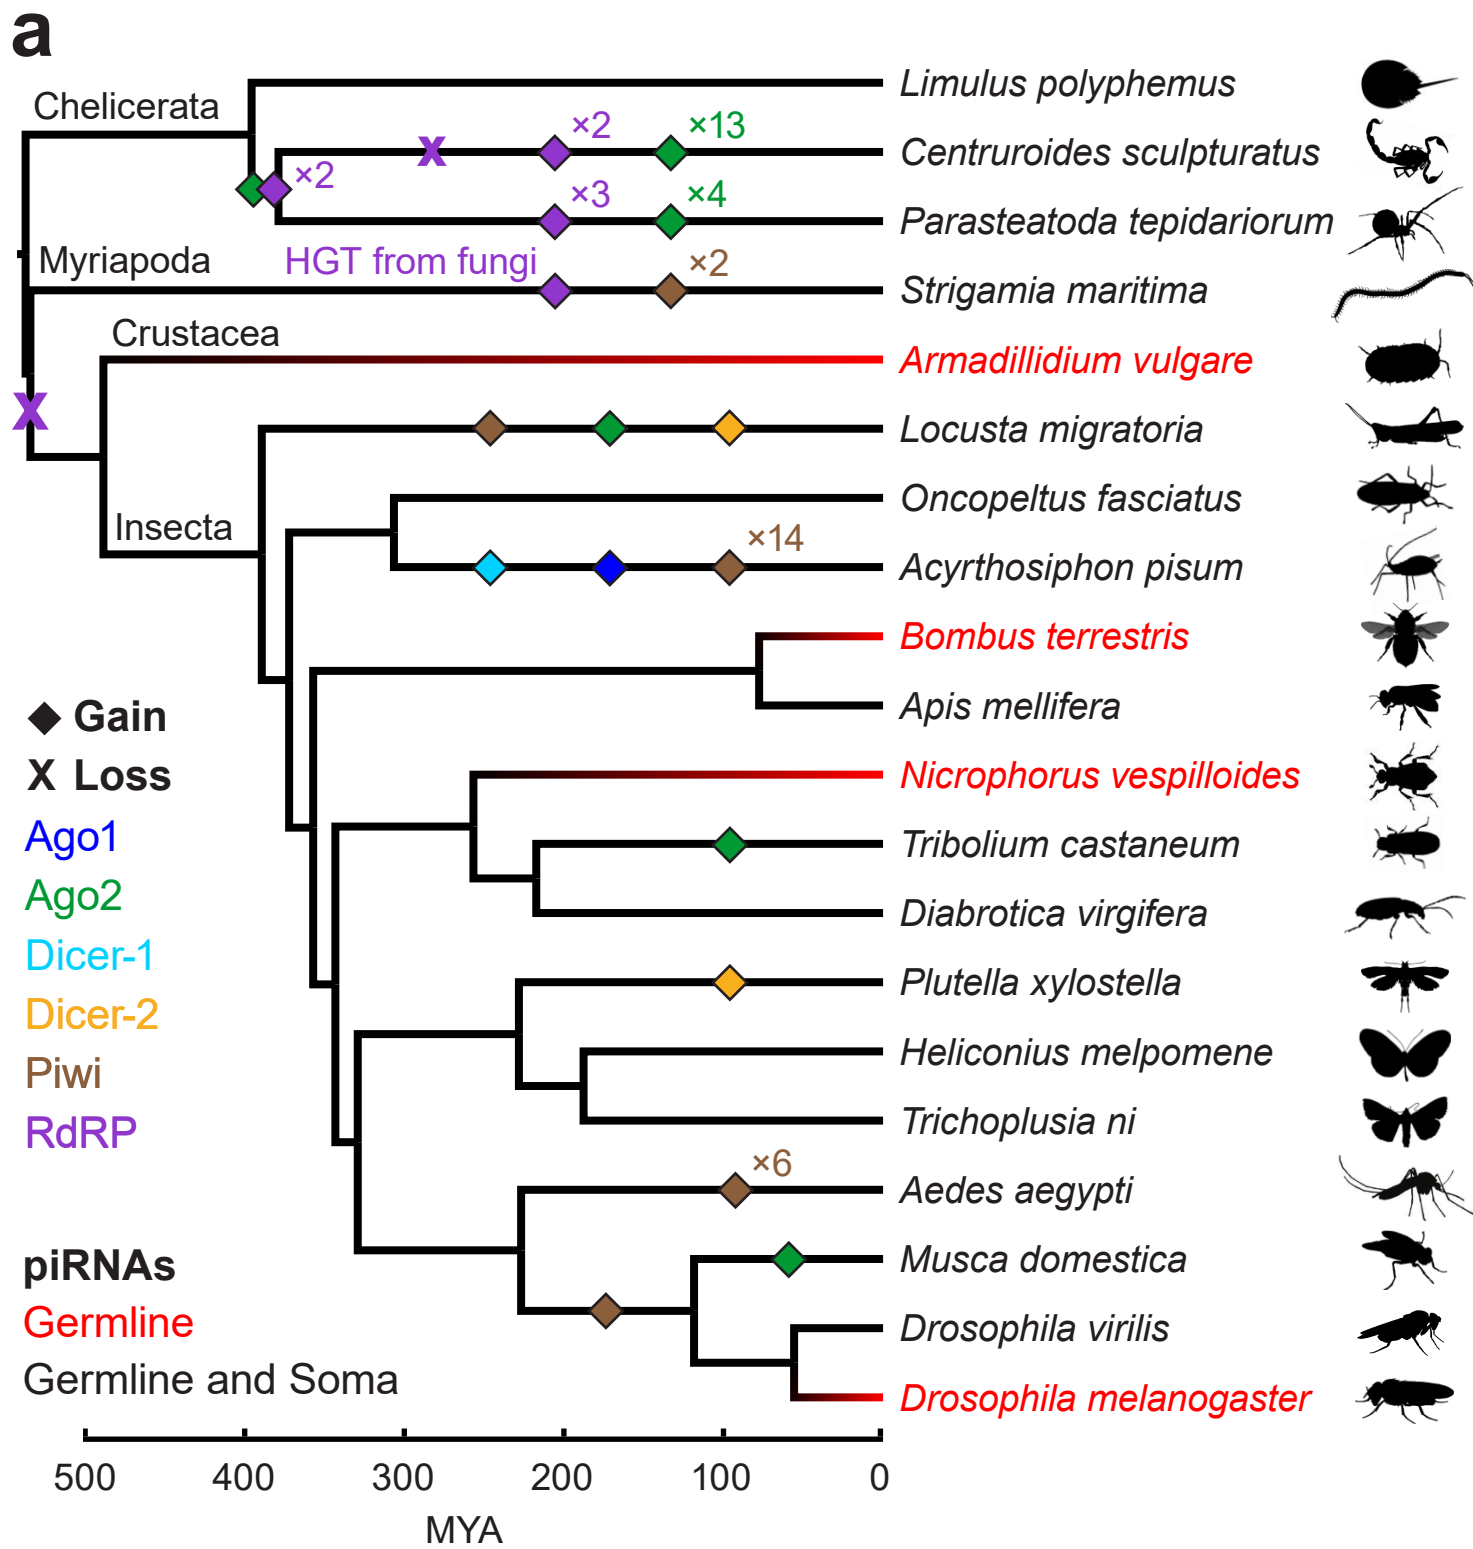 a
Limulus polyphemus
Chelicerata
×2
×13
Centruroides sculpturatus
×2
×3
×4
Parasteatoda tepidariorum
Myriapoda
HGT from fungi
×2
Strigamia maritima
Crustacea
Armadillidium vulgare
Locusta migratoria
Oncopeltus fasciatus
Insecta
×14
Acyrthosiphon pisum
Bombus terrestris
Apis mellifera
Gain
X Loss
Ago1
Ago2
Dicer-1
Dicer-2
Piwi
RdRP
Nicrophorus vespilloides
Tribolium castaneum
Diabrotica virgifera
Plutella xylostella
Heliconius melpomene
Trichoplusia ni
×6
Aedes aegypti
Musca domestica
Drosophila virilis
Drosophila melanogaster
piRNAs
Germline
Germline and Soma
500 400 300 200 100 0
MYA